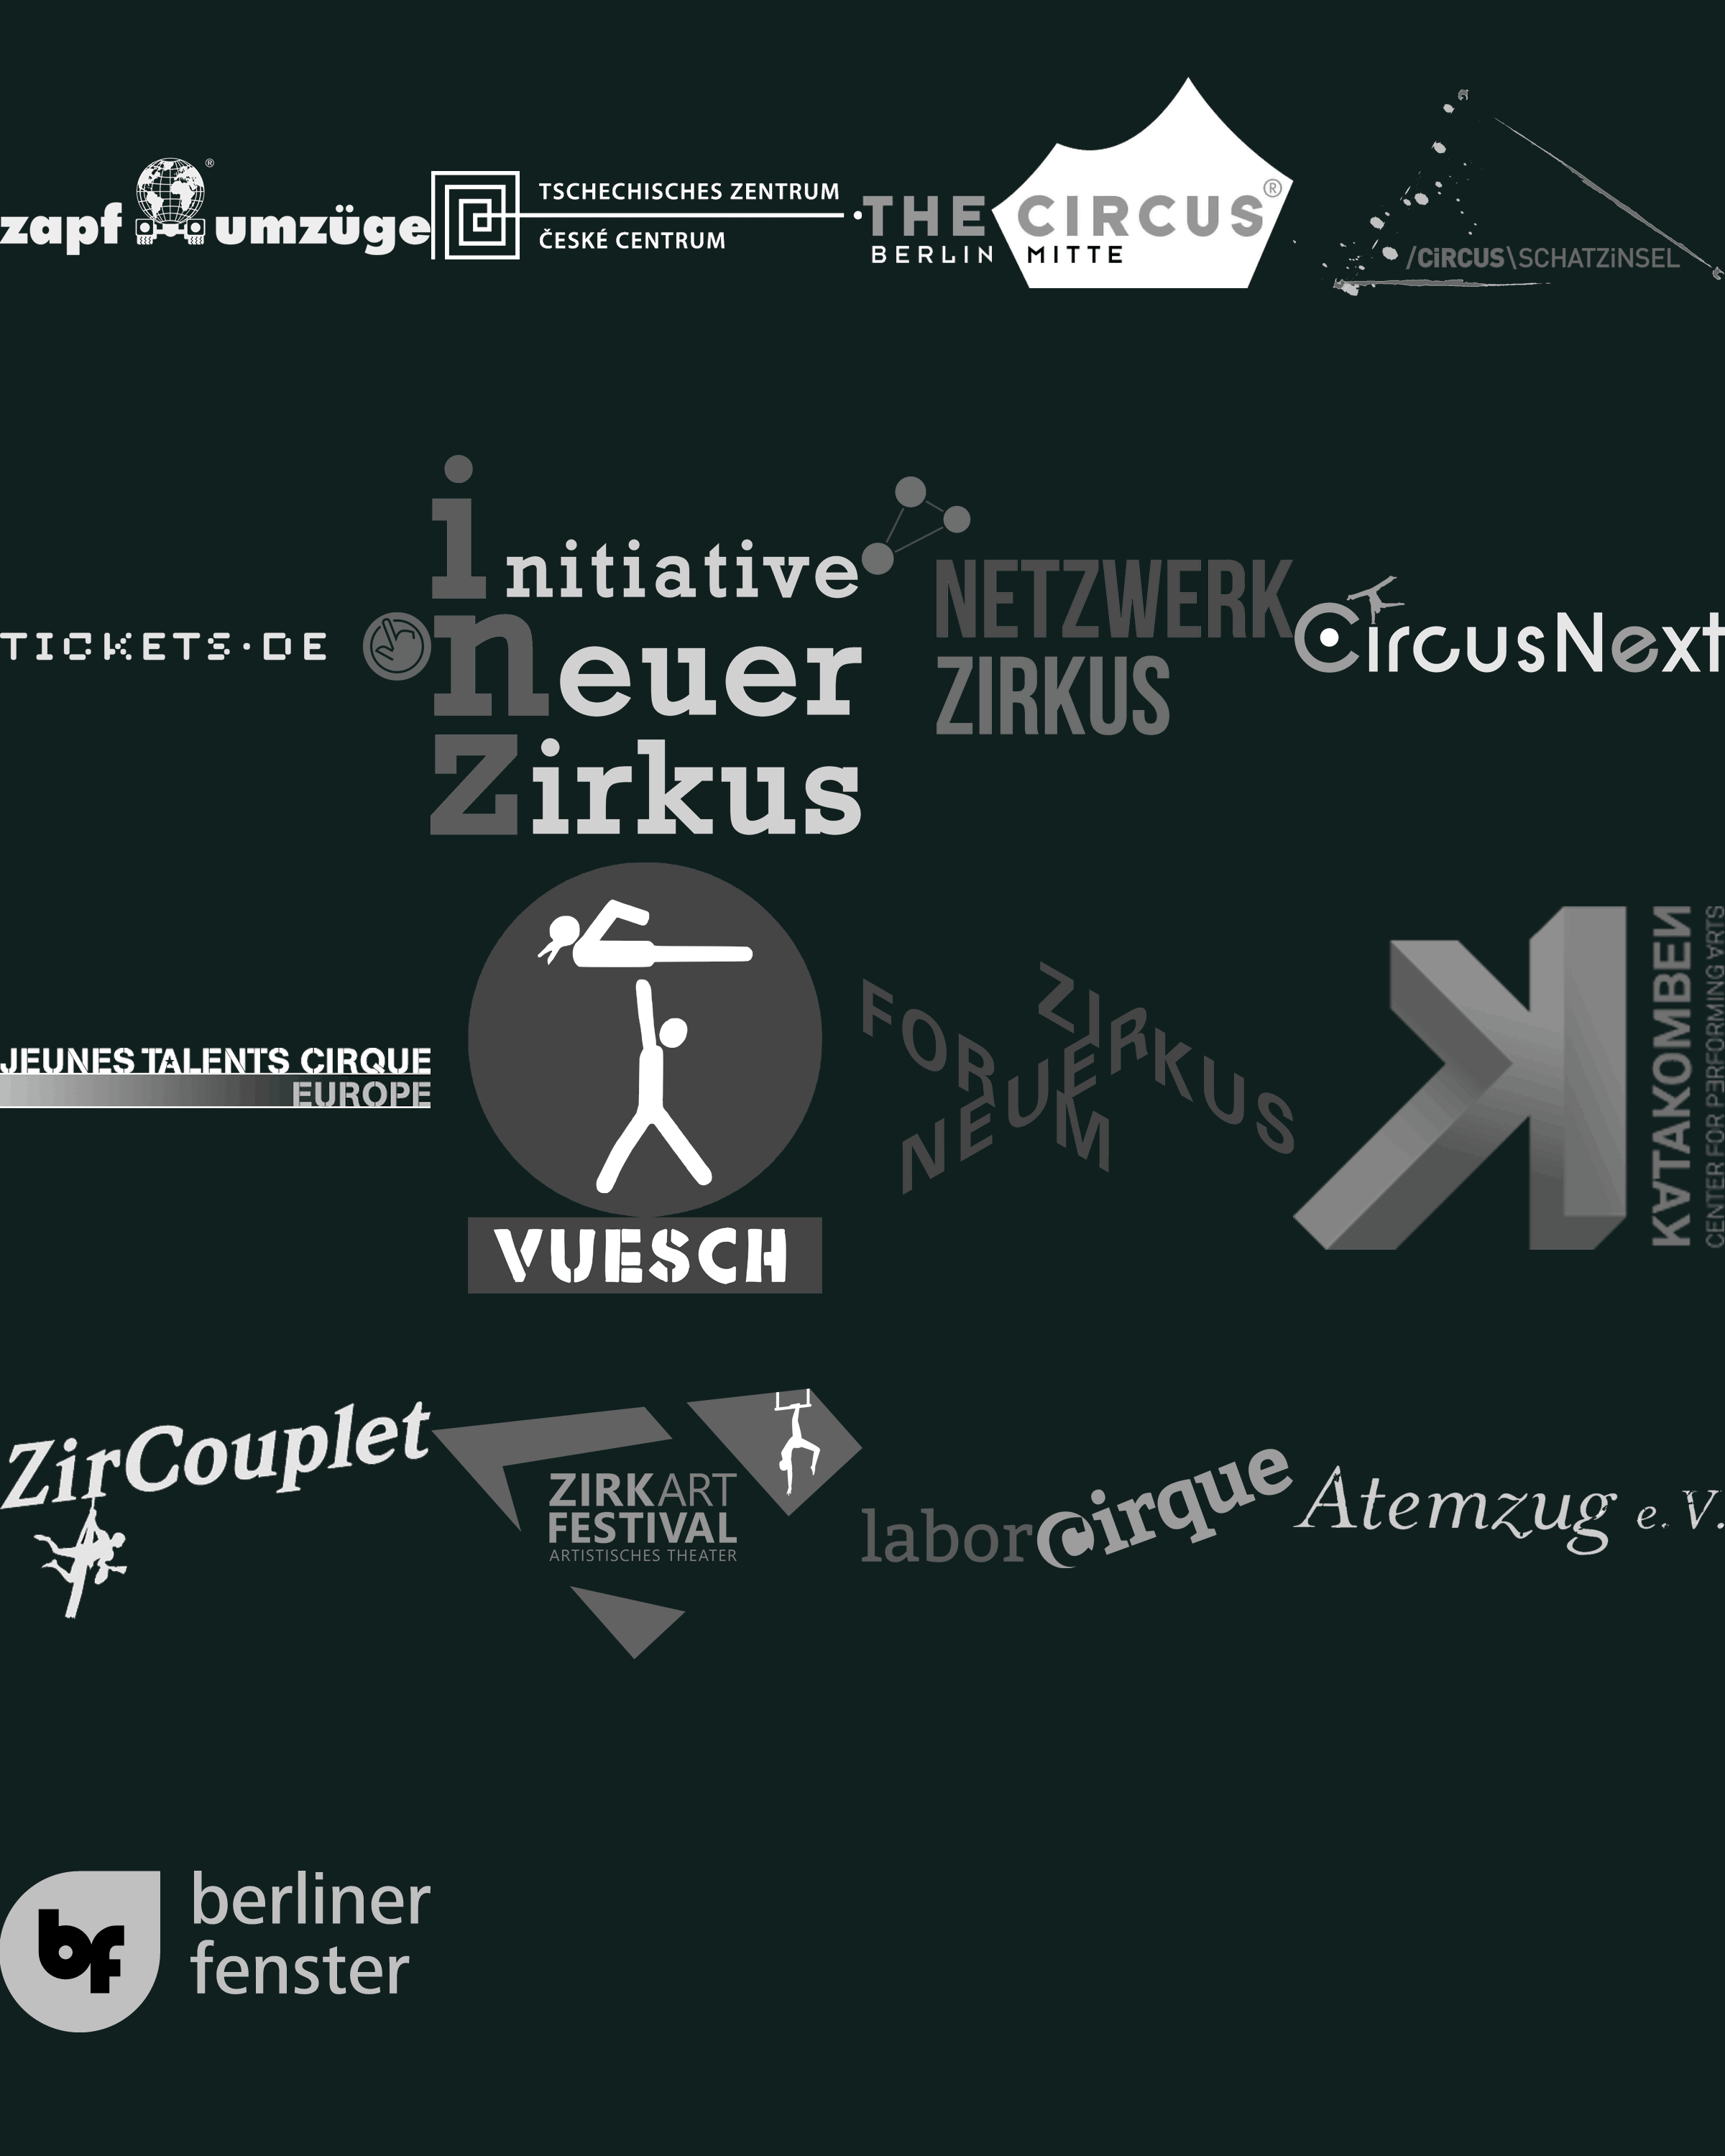 zapf umzüge
®
TSCHECHISCHES ZENTRUM
ČESKÉ CENTRUM
THE CIRCUS®
BERLIN MITTE
/CiRCUS\SCHATZiNSEL
TICKETS·DE
initiative
neuer
Zirkus
NETZWERK
ZIRKUS
CircusNext
JEUNES TALENTS CIRQUE
EUROPE
VUESCH
FORUM
NEUER
ZIRKUS
KATAKOMBEN
CENTER FOR PERFORMING ARTS
ZirCouplet
ZIRKART
FESTIVAL
ARTISTISCHES THEATER
laborCirque
Atemzug e.V.
bf
berliner
fenster